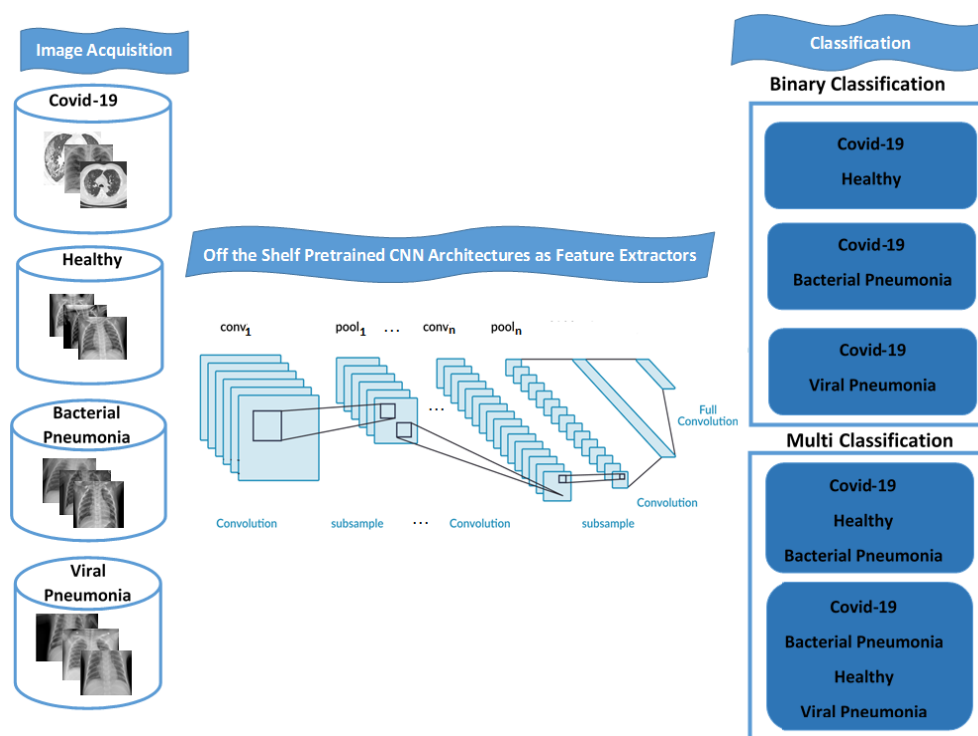 Image Acquisition
Covid-19
Healthy
Bacterial
Pneumonia
Viral
Pneumonia
Off the Shelf Pretrained CNN Architectures as Feature Extractors
conv1 pool1 ... convn pooln
...
Full
Convolution
Convolution
Convolution subsample ... Convolution subsample
Classification
Binary Classification
Covid-19
Healthy
Covid-19
Bacterial Pneumonia
Covid-19
Viral Pneumonia
Multi Classification
Covid-19
Healthy
Bacterial Pneumonia
Covid-19
Bacterial Pneumonia
Healthy
Viral Pneumonia